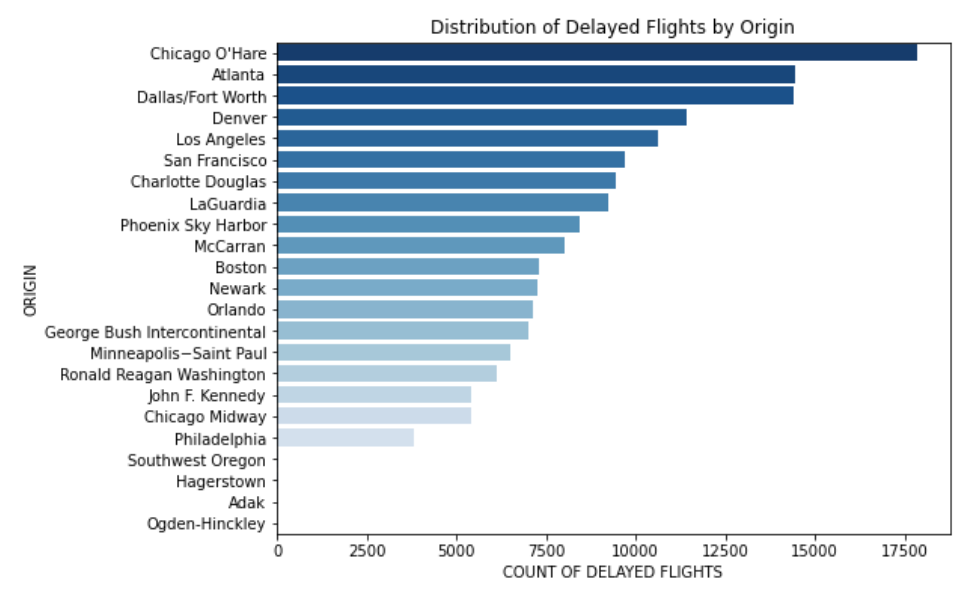 Distribution of Delayed Flights by Origin
Chicago O'Hare
Atlanta
Dallas/Fort Worth
Denver
Los Angeles
San Francisco
Charlotte Douglas
LaGuardia
Phoenix Sky Harbor
McCarran
Boston
Newark
Orlando
George Bush Intercontinental
Minneapolis−Saint Paul
Ronald Reagan Washington
John F. Kennedy
Chicago Midway
Philadelphia
Southwest Oregon
Hagerstown
Adak
Ogden-Hinckley
ORIGIN
0 2500 5000 7500 10000 12500 15000 17500
COUNT OF DELAYED FLIGHTS